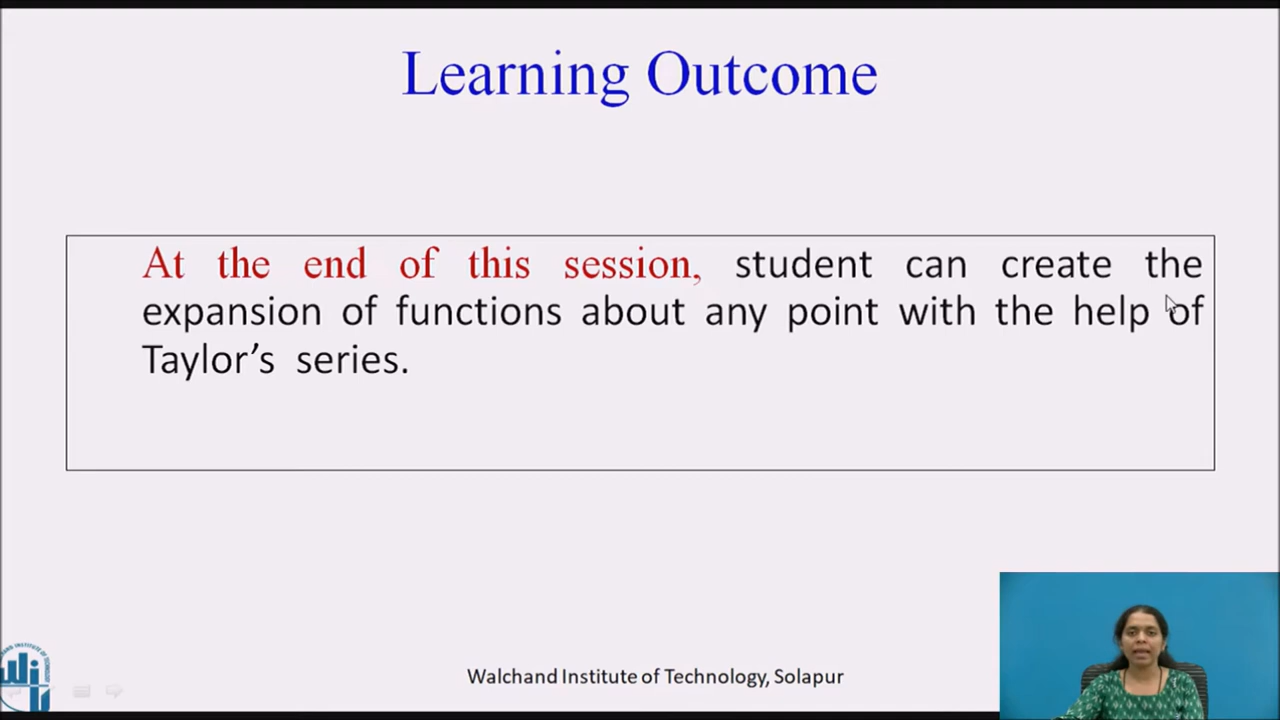 Learning Outcome
At the end of this session, student can create the
expansion of functions about any point with the help of
Taylor's series.
Walchand Institute of Technology, Solapur